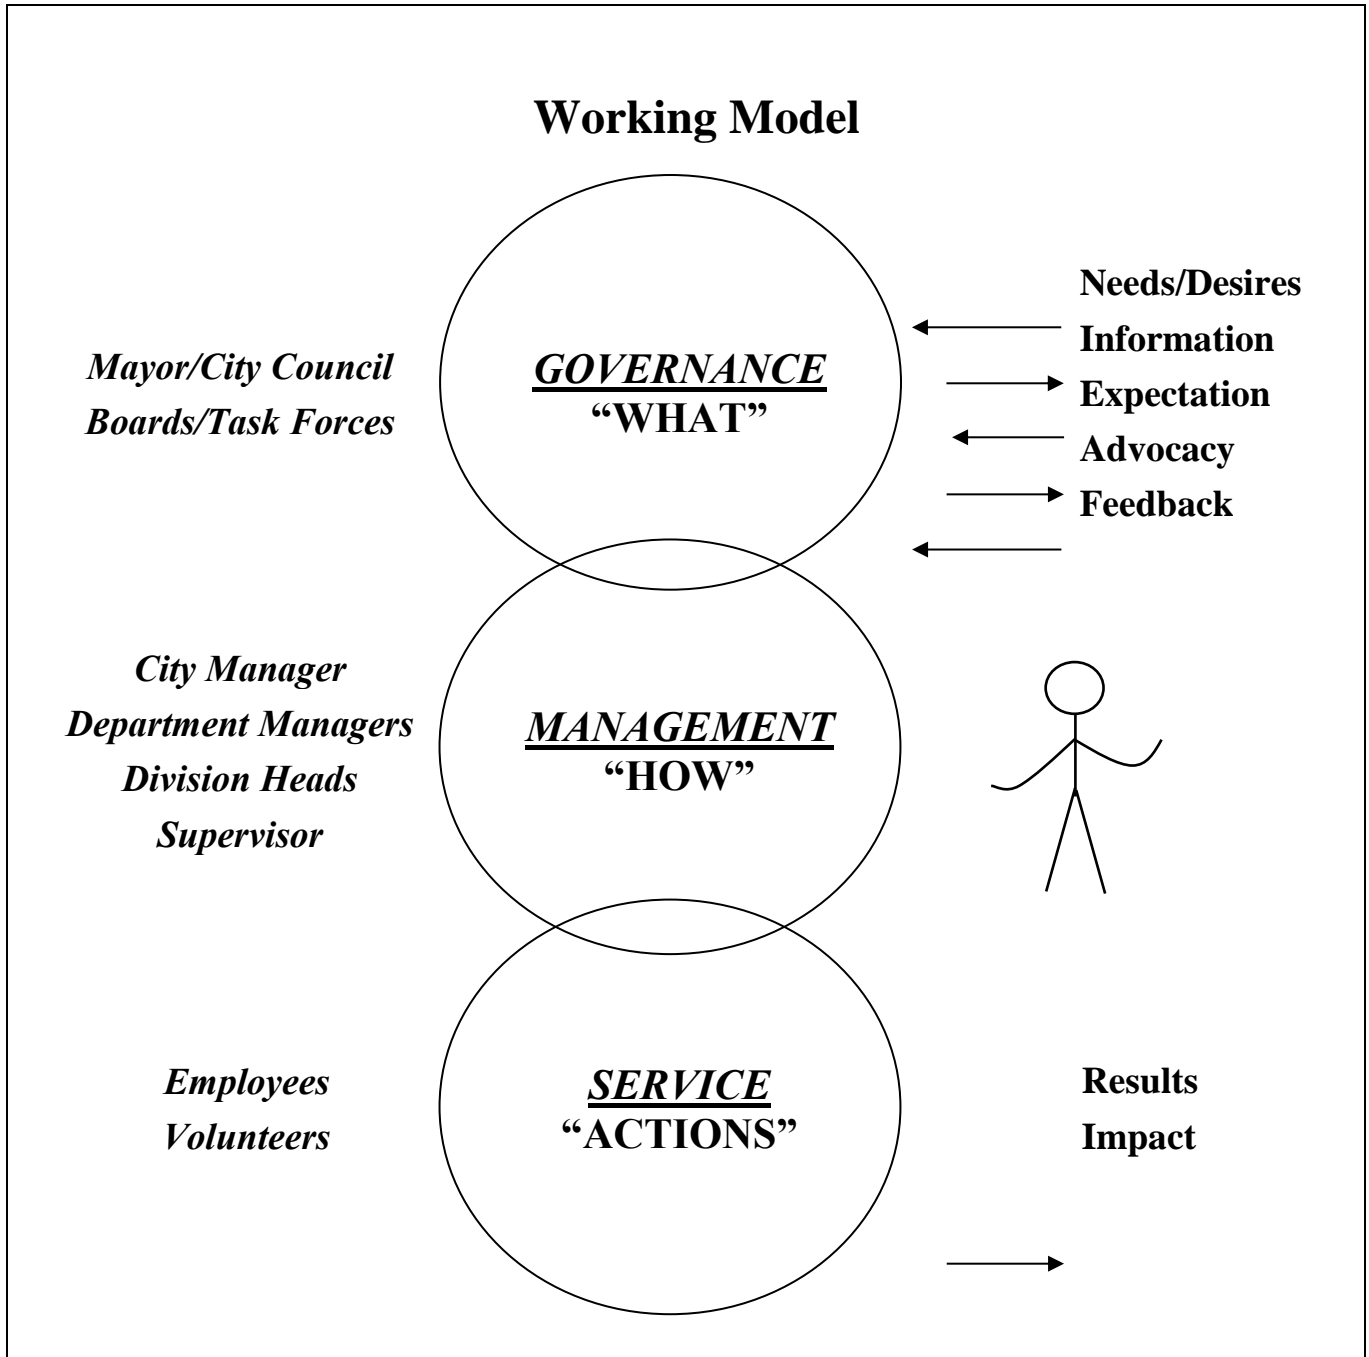 Working Model
Mayor/City Council
Boards/Task Forces
GOVERNANCE
“WHAT”
Needs/Desires
Information
Expectation
Advocacy
Feedback
City Manager
Department Managers
Division Heads
Supervisor
MANAGEMENT
“HOW”
Employees
Volunteers
SERVICE
“ACTIONS”
Results
Impact